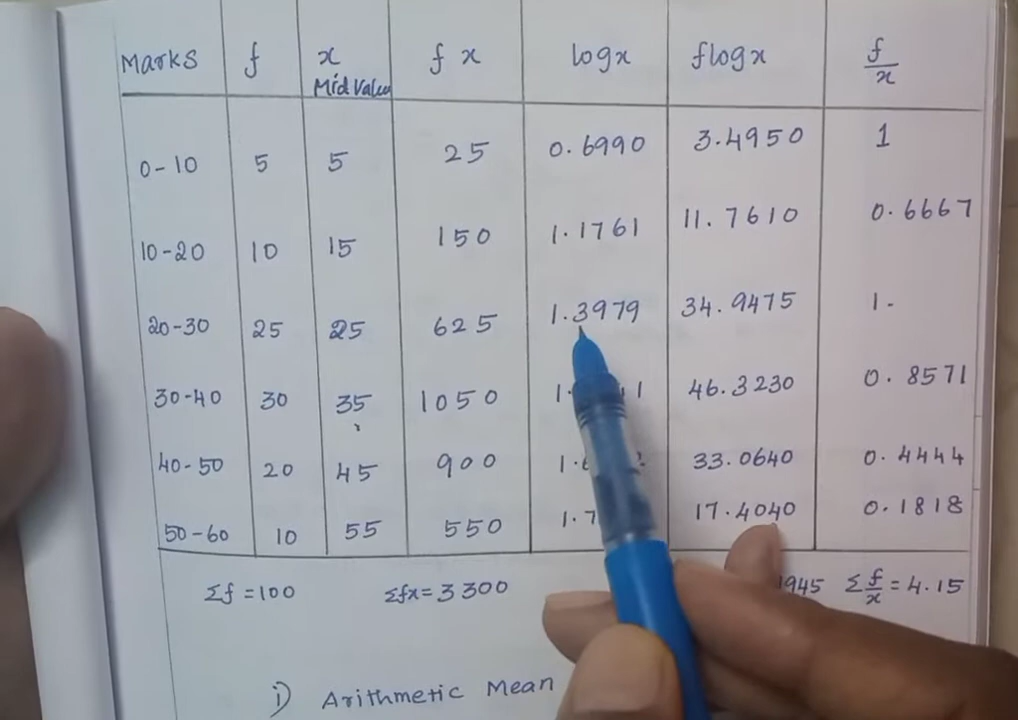 Marks f x Mid Value f x logx flogx f/x
0-10 5 5 25 0.6990 3.4950 1
10-20 10 15 150 1.1761 11.7610 0.6667
20-30 25 25 625 1.3979 34.9475 1.
30-40 30 35 1050 46.3230 0.8571
40-50 20 45 900 33.0640 0.4444
50-60 10 55 550 17.4040 0.1818
Σf = 100 Σfx = 3300 Σf/x = 4.15
i) Arithmetic Mean